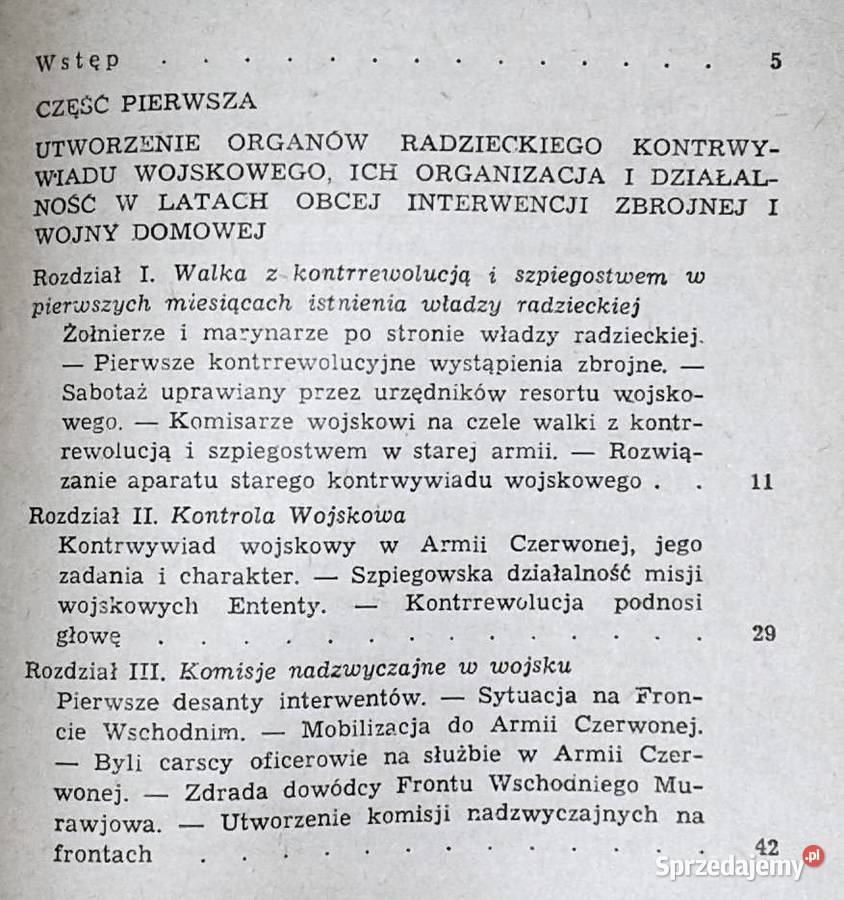 Wstęp . . . . . . . . . . . . . . 5
CZĘŚĆ PIERWSZA
UTWORZENIE ORGANÓW RADZIECKIEGO KONTRWY-
WIADU WOJSKOWEGO, ICH ORGANIZACJA I DZIAŁAL-
NOŚĆ W LATACH OBCEJ INTERWENCJI ZBROJNEJ I
WOJNY DOMOWEJ
Rozdział I. Walka z kontrrewolucją i szpiegostwem w
pierwszych miesiącach istnienia władzy radzieckiej
Żołnierze i marynarze po stronie władzy radzieckiej.
— Pierwsze kontrrewolucyjne wystąpienia zbrojne. —
Sabotaż uprawiany przez urzędników resortu wojsko-
wego. — Komisarze wojskowi na czele walki z kontr-
rewolucją i szpiegostwem w starej armii. — Rozwią-
zanie aparatu starego kontrwywiadu wojskowego . . 11
Rozdział II. Kontrola Wojskowa
Kontrwywiad wojskowy w Armii Czerwonej, jego
zadania i charakter. — Szpiegowska działalność misji
wojskowych Ententy. — Kontrrewolucja podnosi
głowę . . . . . . . . . . . . . . 29
Rozdział III. Komisje nadzwyczajne w wojsku
Pierwsze desanty interwentów. — Sytuacja na Fron-
cie Wschodnim. — Mobilizacja do Armii Czerwonej.
— Byli carscy oficerowie na służbie w Armii Czer-
wonej. — Zdrada dowódcy Frontu Wschodniego Mu-
rawjowa. — Utworzenie komisji nadzwyczajnych na
frontach . . . . . . . . . . . . . 42
Sprzedajemy.pl